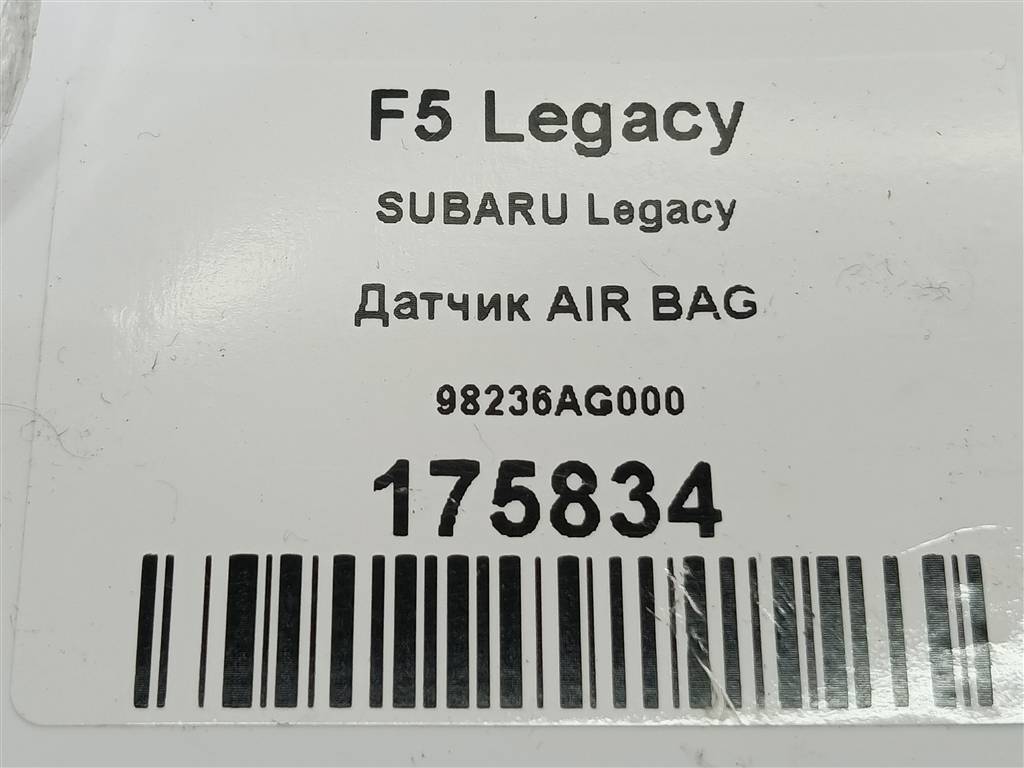 F5 Legacy
SUBARU Legacy
Датчик AIR BAG
98236AG000
175834